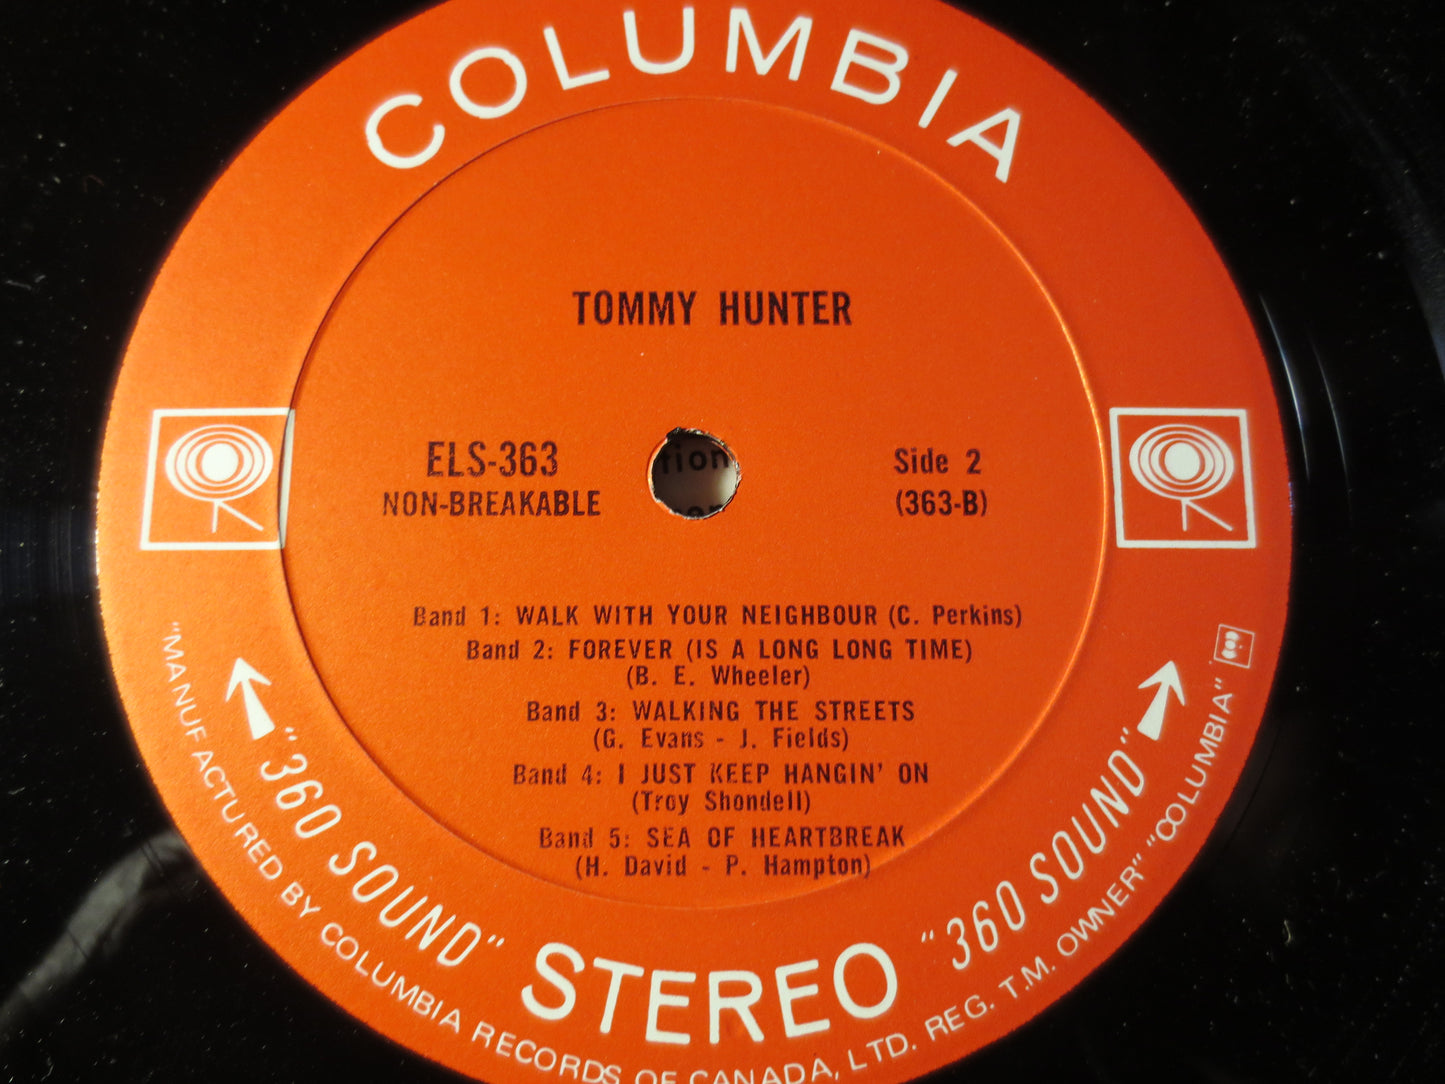 COLUMBIA
TOMMY HUNTER
ELS-363
NON-BREAKABLE
Side 2
(363-B)
tion
on
Band 1: WALK WITH YOUR NEIGHBOUR (C. Perkins)
Band 2: FOREVER (IS A LONG LONG TIME)
(B. E. Wheeler)
Band 3: WALKING THE STREETS
(G. Evans - J. Fields)
Band 4: I JUST KEEP HANGIN' ON
(Troy Shondell)
Band 5: SEA OF HEARTBREAK
(H. David - P. Hampton)
"360 SOUND" STEREO "360 SOUND"
"MANUFACTURED BY COLUMBIA RECORDS OF CANADA, LTD. REG. T.M. OWNER" "COLUMBIA"